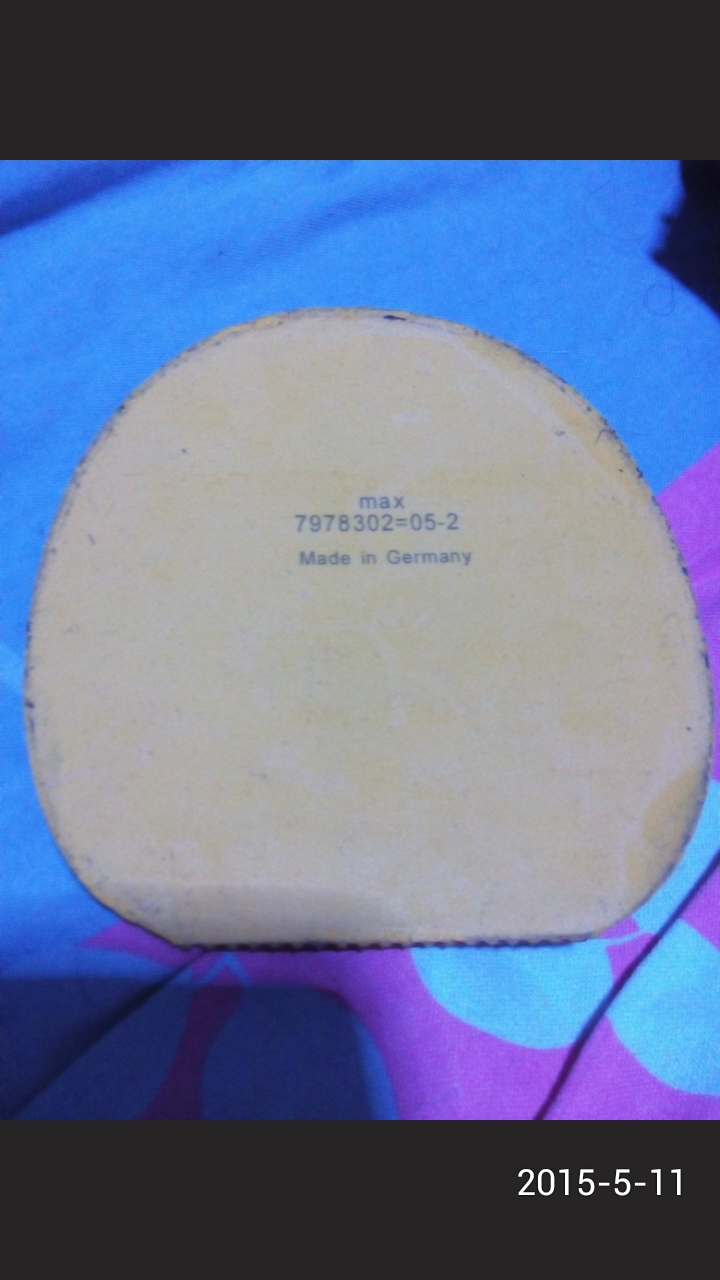 max
7978302=05-2
Made in Germany
2015-5-11